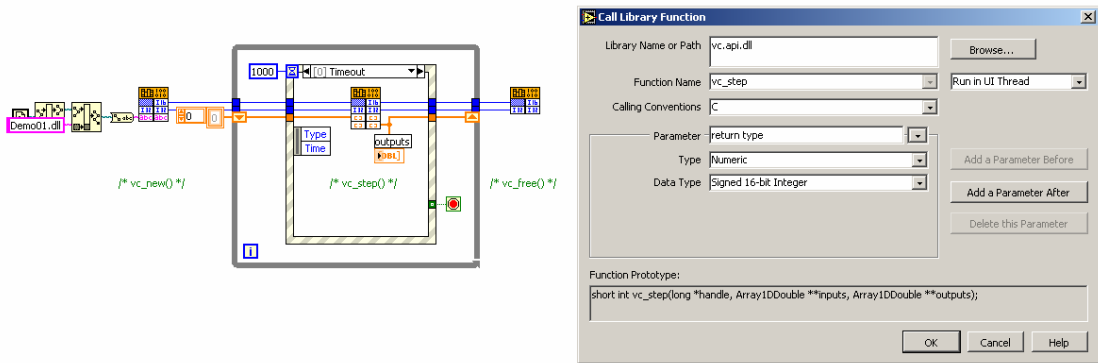 1000
[0] Timeout
Demo01.dll
0
0
Type
Time
outputs
DBL
/* vc_new() */
/* vc_step() */
/* vc_free() */
i
Call Library Function
Library Name or Path
vc.api.dll
Browse...
Function Name
vc_step
Run in UI Thread
Calling Conventions
C
Parameter
return type
Type
Numeric
Add a Parameter Before
Data Type
Signed 16-bit Integer
Add a Parameter After
Delete this Parameter
Function Prototype:
short int vc_step(long *handle, Array1DDouble **inputs, Array1DDouble **outputs);
OK
Cancel
Help